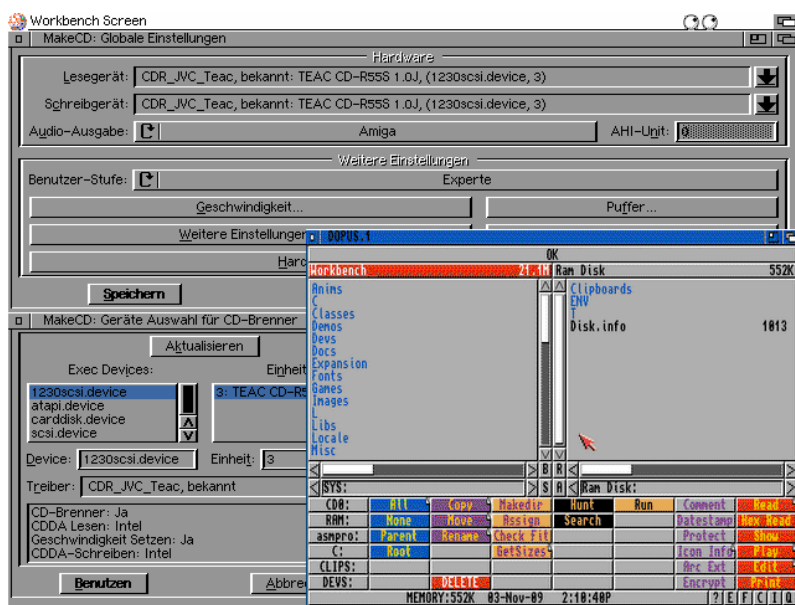 Workbench Screen
MakeCD: Globale Einstellungen
Hardware
Lesegerät: CDR_JVC_Teac, bekannt: TEAC CD-R55S 1.0J, (1230scsi.device, 3)
Schreibgerät: CDR_JVC_Teac, bekannt: TEAC CD-R55S 1.0J, (1230scsi.device, 3)
Audio-Ausgabe: Amiga AHI-Unit: 0
Weitere Einstellungen
Benutzer-Stufe: Experte
Geschwindigkeit... Puffer...
Weitere Einstellunger
Harc
Speichern
MakeCD: Geräte Auswahl für CD-Brenner
Aktualisieren
Exec Devices: Einheit
1230scsi.device 3: TEAC CD-R5
atapi.device
carddisk.device
scsi.device
Device: 1230scsi.device Einheit: 3
Treiber: CDR_JVC_Teac, bekannt
CD-Brenner: Ja
CDDA Lesen: Intel
Geschwindigkeit Setzen: Ja
CDDA-Schreiben: Intel
Benutzen Abbre
DOPUS.1
OK
Workbench 21.1M Ram Disk 552K
Anims
C
Classes
Demos
Devs
Docs
Expansion
Fonts
Games
Images
L
Libs
Locale
Misc
Clipboards
ENV
T
Disk.info 1013
B R
SYS: S A Ram Disk:
CD0: All Copy Makedir Hunt Run Comment Read
RAM: None Move Assign Search Datestamp Hex Read
asmpro: Parent Rename Check Fit Protect Show
C: Root GetSizes Icon Info Play
CLIPS: Arc Ext Edit
DEVS: DELETE Encrypt Print
MEMORY:552K 03-Nov-09 2:10:40P ? E F C I Q